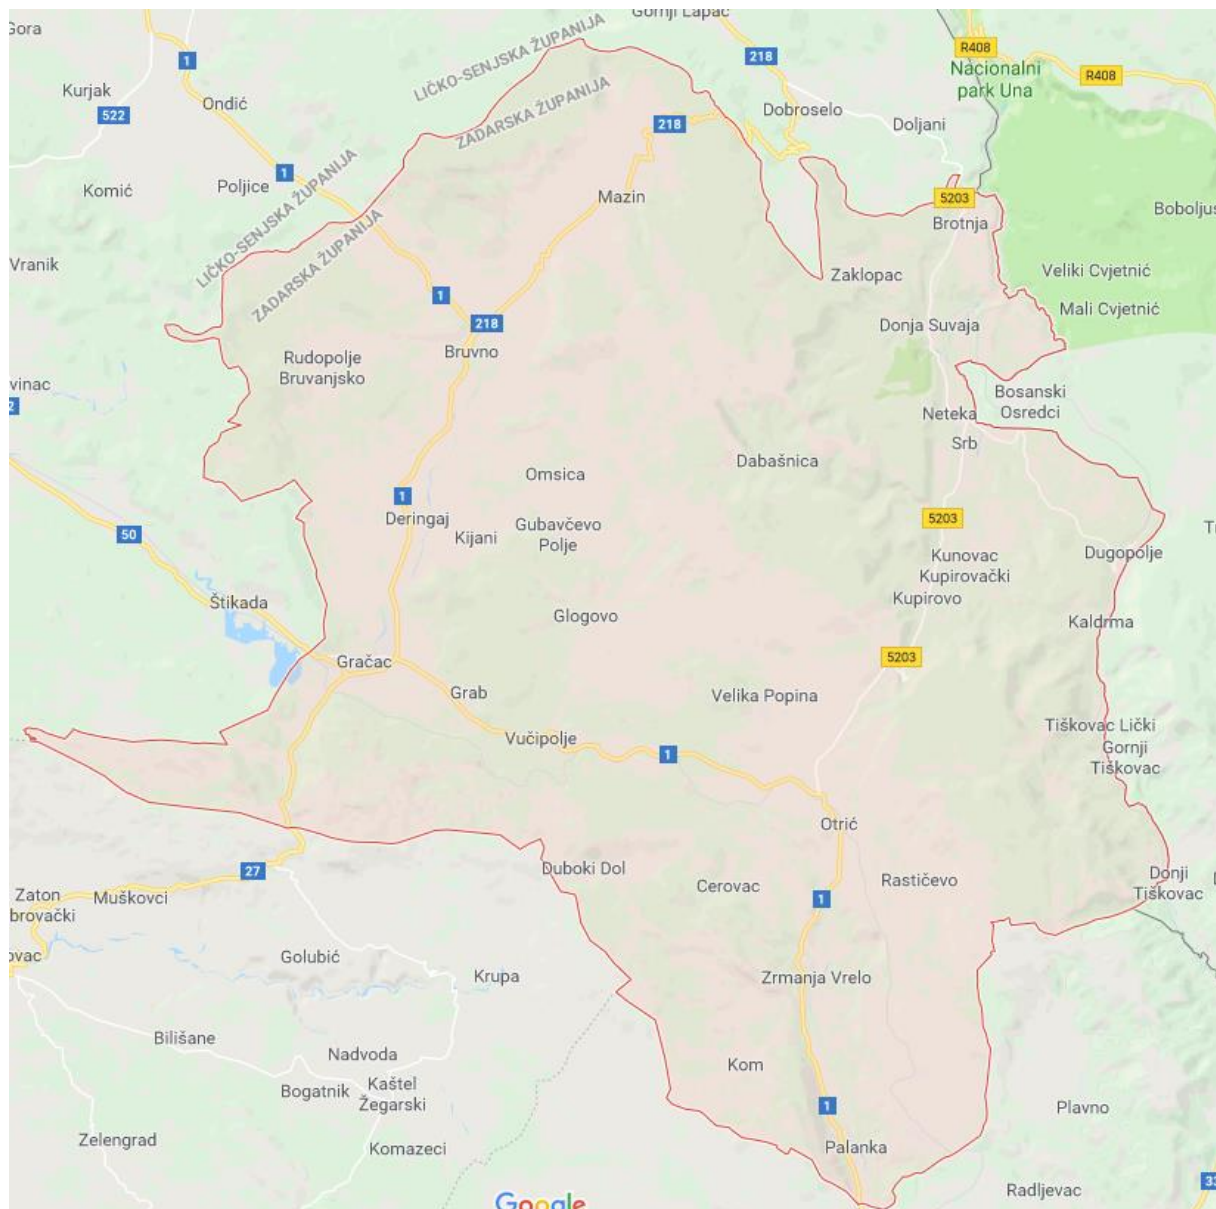 Gornji Lapac
Gora
1
218
R408
R408
Nacionalni
park Una
LIČKO-SENJSKA ŽUPANIJA
ZADARSKA ŽUPANIJA
Kurjak
522
Ondić
Dobroselo
Doljani
218
1
Poljice
Komić
Mazin
5203
Brotnja
Boboljus
LIČKO-SENJSKA ŽUPANIJA
ZADARSKA ŽUPANIJA
Vranik
Zaklopac
Veliki Cvjetnić
Mali Cvjetnić
1
218
Donja Suvaja
Bruvno
Rudopolje
Bruvanjsko
vinac
2
Bosanski
Osredci
Neteka
Srb
Dabašnica
Omsica
1
Deringaj
Kijani
Gubavčevo
Polje
5203
50
Dugopolje
Kunovac
Kupirovački
Kupirovo
Štikada
Glogovo
Kaldrma
Gračac
5203
Grab
Velika Popina
Vučipolje
1
Tiškovac Lički
Gornji
Tiškovac
Otrić
27
Duboki Dol
Cerovac
Rastičevo
Donji
Tiškovac
1
Zaton
brovački
Muškovci
ovac
Golubić
Krupa
Zrmanja Vrelo
Bilišane
Nadvoda
Bogatnik
Kaštel
Žegarski
Kom
1
Plavno
Zelengrad
Komazeci
Palanka
Radljevac
33
Google